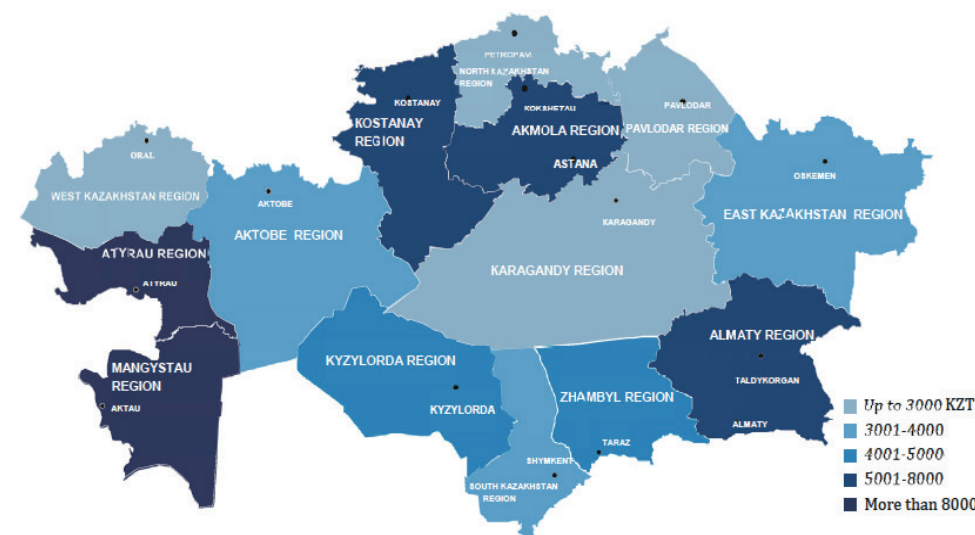 PETROPAVL
NORTH KAZAKHSTAN
REGION
KOSTANAY
KOSTANAY
REGION
KOKSHETAU
AKMOLA REGION
ASTANA
PAVLODAR
PAVLODAR REGION
ORAL
WEST KAZAKHSTAN REGION
AKTOBE
AKTOBE REGION
OSKEMEN
EAST KAZAKHSTAN REGION
KARAGANDY
KARAGANDY REGION
ATYRAU REGION
ATYRAU
MANGYSTAU
REGION
AKTAU
KYZYLORDA REGION
KYZYLORDA
ZHAMBYL REGION
TARAZ
SHYMKENT
SOUTH KAZAKHSTAN
REGION
ALMATY REGION
TALDYKORGAN
ALMATY
Up to 3000 KZT
3001-4000
4001-5000
5001-8000
More than 8000